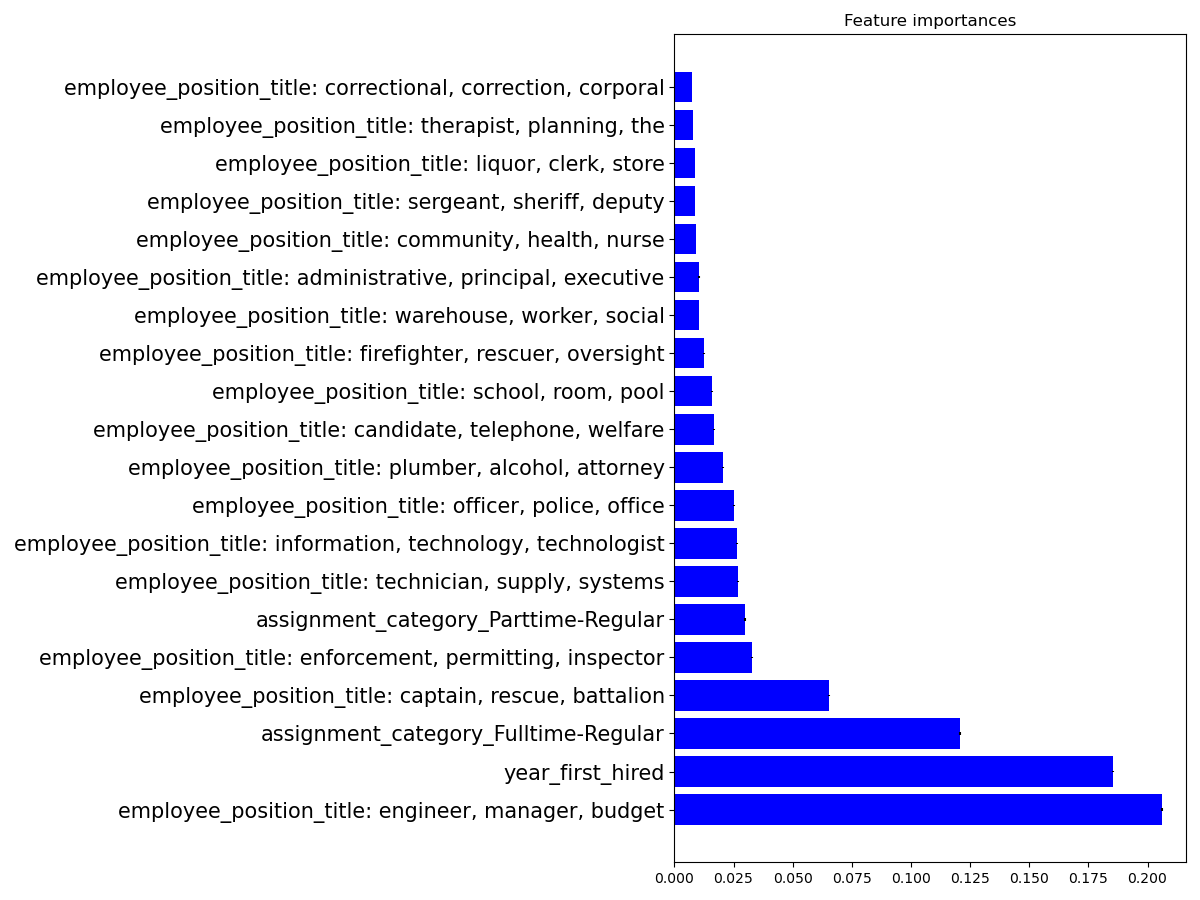 Feature importances
employee_position_title: correctional, correction, corporal
employee_position_title: therapist, planning, the
employee_position_title: liquor, clerk, store
employee_position_title: sergeant, sheriff, deputy
employee_position_title: community, health, nurse
employee_position_title: administrative, principal, executive
employee_position_title: warehouse, worker, social
employee_position_title: firefighter, rescuer, oversight
employee_position_title: school, room, pool
employee_position_title: candidate, telephone, welfare
employee_position_title: plumber, alcohol, attorney
employee_position_title: officer, police, office
employee_position_title: information, technology, technologist
employee_position_title: technician, supply, systems
assignment_category_Parttime-Regular
employee_position_title: enforcement, permitting, inspector
employee_position_title: captain, rescue, battalion
assignment_category_Fulltime-Regular
year_first_hired
employee_position_title: engineer, manager, budget
0.000 0.025 0.050 0.075 0.100 0.125 0.150 0.175 0.200